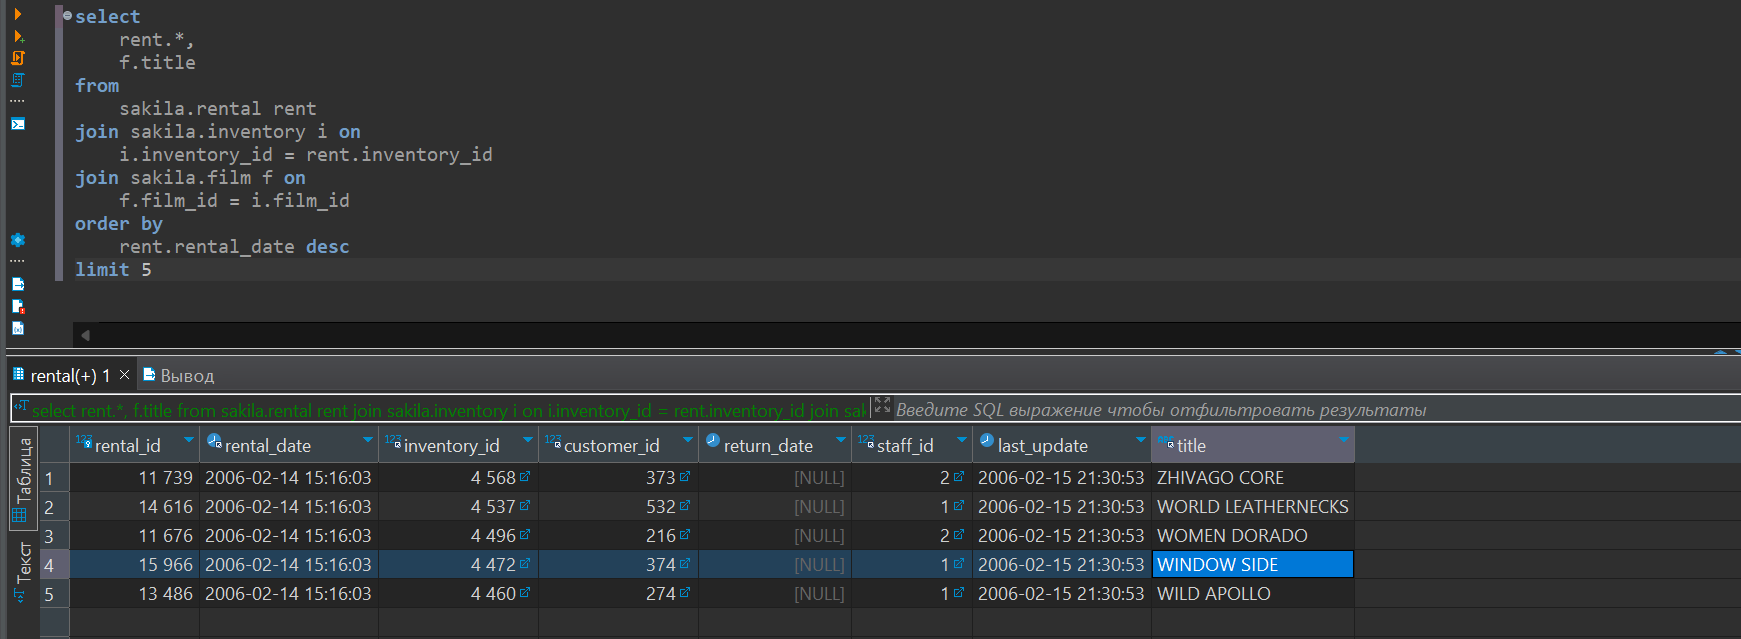 select
rent.*,
f.title
from
sakila.rental rent
join sakila.inventory i on
i.inventory_id = rent.inventory_id
join sakila.film f on
f.film_id = i.film_id
order by
rent.rental_date desc
limit 5
rental(+) 1 Вывод
select rent.*, f.title from sakila.rental rent join sakila.inventory i on i.inventory_id = rent.inventory_id join sak Введите SQL выражение чтобы отфильтровать результаты
Таблица
Текст
rental_id rental_date inventory_id customer_id return_date staff_id last_update title
1 11 739 2006-02-14 15:16:03 4 568 373 [NULL] 2 2006-02-15 21:30:53 ZHIVAGO CORE
2 14 616 2006-02-14 15:16:03 4 537 532 [NULL] 1 2006-02-15 21:30:53 WORLD LEATHERNECKS
3 11 676 2006-02-14 15:16:03 4 496 216 [NULL] 2 2006-02-15 21:30:53 WOMEN DORADO
4 15 966 2006-02-14 15:16:03 4 472 374 [NULL] 1 2006-02-15 21:30:53 WINDOW SIDE
5 13 486 2006-02-14 15:16:03 4 460 274 [NULL] 1 2006-02-15 21:30:53 WILD APOLLO